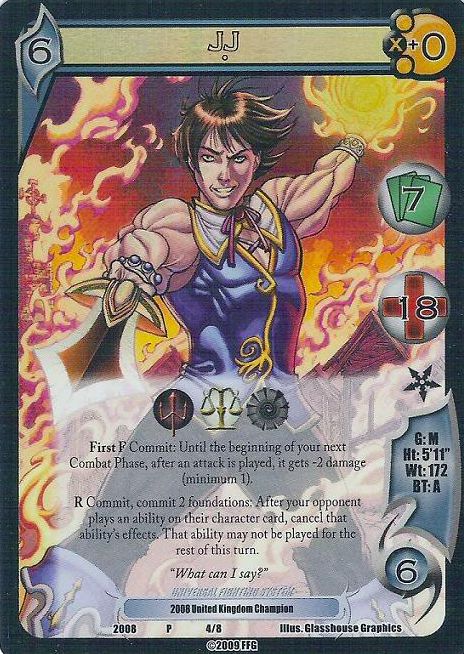 6
J.J
X +0
7
18
G: M
Ht: 5'11"
Wt: 172
BT: A
6
First F Commit: Until the beginning of your next
Combat Phase, after an attack is played, it gets -2 damage
(minimum 1).
R Commit, commit 2 foundations: After your opponent
plays an ability on their character card, cancel that
ability's effects. That ability may not be played for the
rest of this turn.
"What can I say?"
UNIVERSAL FIGHTING SYSTEM
2008 United Kingdom Champion
2008 P 4/8 Illus. Glasshouse Graphics
©2009 FFG